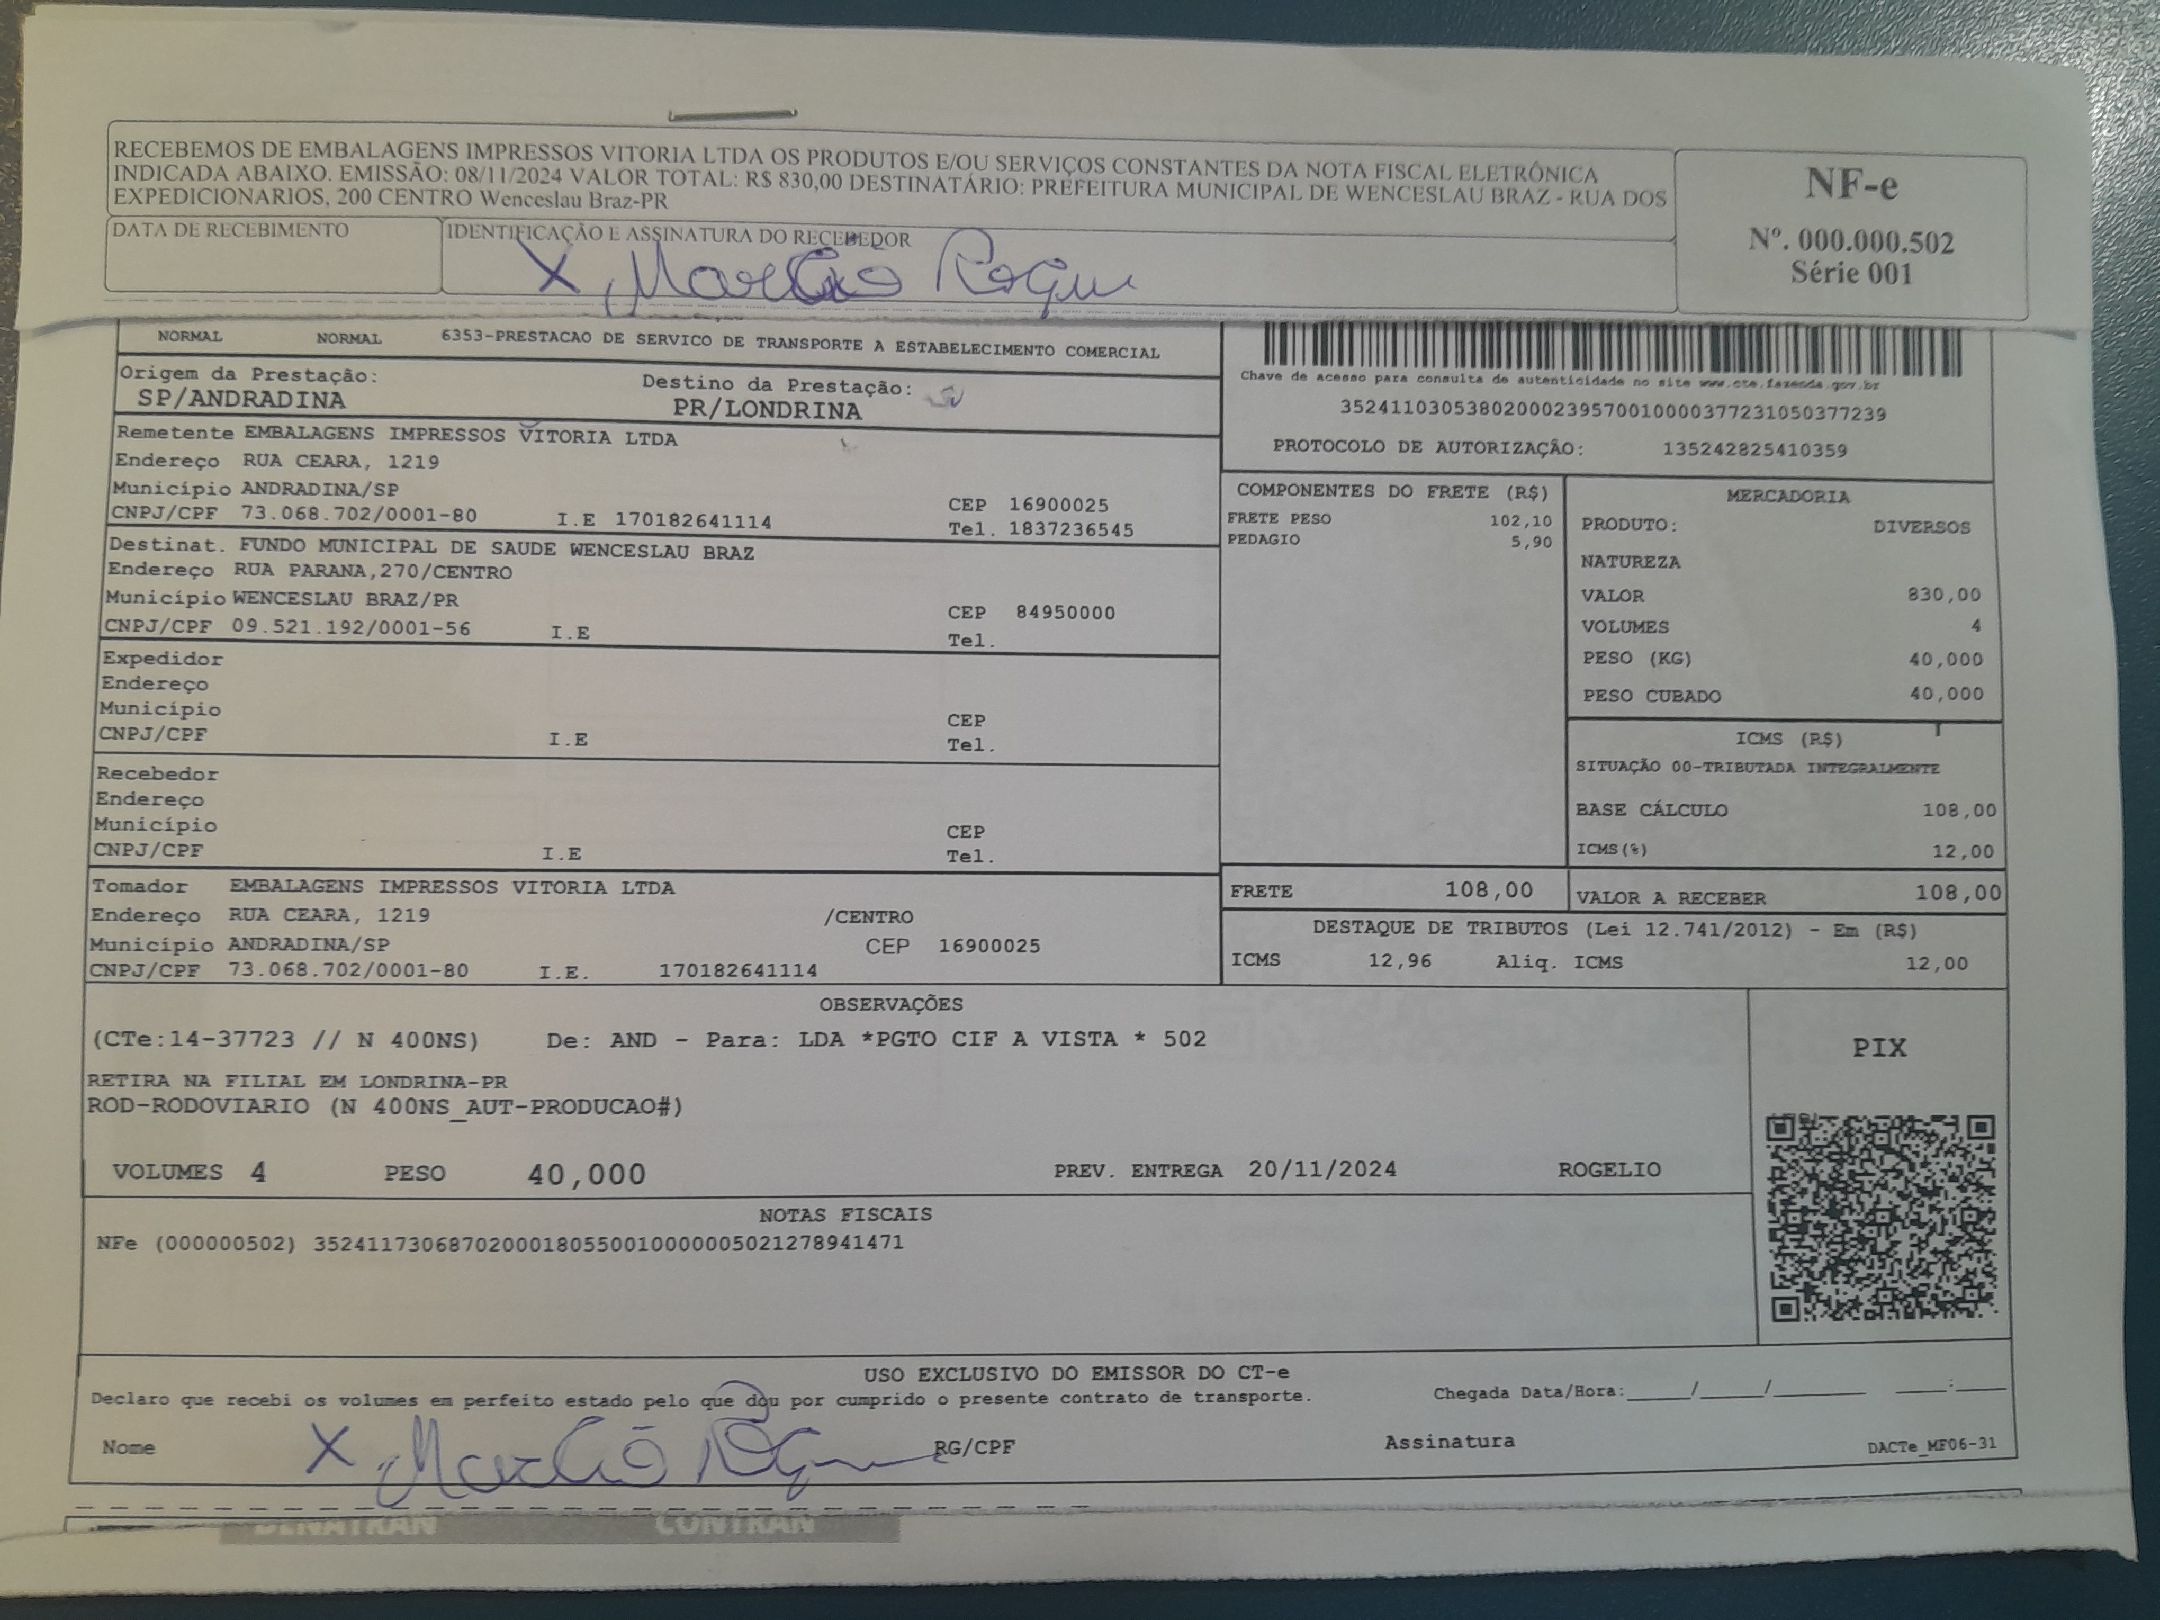 RECEBEMOS DE EMBALAGENS IMPRESSOS VITORIA LTDA OS PRODUTOS E/OU SERVIÇOS CONSTANTES DA NOTA FISCAL ELETRÔNICA
INDICADA ABAIXO. EMISSÃO: 08/11/2024 VALOR TOTAL: R$ 830,00 DESTINATÁRIO: PREFEITURA MUNICIPAL DE WENCESLAU BRAZ - RUA DOS
EXPEDICIONARIOS, 200 CENTRO Wenceslau Braz-PR
DATA DE RECEBIMENTO
IDENTIFICAÇÃO E ASSINATURA DO RECEBEDOR
X
NF-e
Nº. 000.000.502
Série 001
NORMAL NORMAL 6353-PRESTACAO DE SERVICO DE TRANSPORTE A ESTABELECIMENTO COMERCIAL
Origem da Prestação: Destino da Prestação:
SP/ANDRADINA PR/LONDRINA
Chave de acesso para consulta de autenticidade no site www.cte.fazenda.gov.br
35241103053802000239570010000377231050377239
PROTOCOLO DE AUTORIZAÇÃO: 135242825410359
Remetente EMBALAGENS IMPRESSOS VITORIA LTDA
Endereço RUA CEARA, 1219
Município ANDRADINA/SP CEP 16900025
CNPJ/CPF 73.068.702/0001-80 I.E 170182641114 Tel. 1837236545
Destinat. FUNDO MUNICIPAL DE SAUDE WENCESLAU BRAZ
Endereço RUA PARANA,270/CENTRO
Município WENCESLAU BRAZ/PR CEP 84950000
CNPJ/CPF 09.521.192/0001-56 I.E Tel.
Expedidor
Endereço
Município CEP
CNPJ/CPF I.E Tel.
Recebedor
Endereço
Município CEP
CNPJ/CPF I.E Tel.
Tomador EMBALAGENS IMPRESSOS VITORIA LTDA
Endereço RUA CEARA, 1219 /CENTRO
Município ANDRADINA/SP CEP 16900025
CNPJ/CPF 73.068.702/0001-80 I.E. 170182641114
COMPONENTES DO FRETE (R$)
FRETE PESO 102,10
PEDAGIO 5,90
MERCADORIA
PRODUTO: DIVERSOS
NATUREZA
VALOR 830,00
VOLUMES 4
PESO (KG) 40,000
PESO CUBADO 40,000
ICMS (R$)
SITUAÇÃO 00-TRIBUTADA INTEGRALMENTE
BASE CÁLCULO 108,00
ICMS(%) 12,00
FRETE 108,00 VALOR A RECEBER 108,00
DESTAQUE DE TRIBUTOS (Lei 12.741/2012) - Em (R$)
ICMS 12,96 Aliq. ICMS 12,00
OBSERVAÇÕES
(CTe:14-37723 // N 400NS) De: AND - Para: LDA *PGTO CIF A VISTA * 502
RETIRA NA FILIAL EM LONDRINA-PR
ROD-RODOVIARIO (N 400NS_AUT-PRODUCAO#)
VOLUMES 4 PESO 40,000 PREV. ENTREGA 20/11/2024 ROGELIO
PIX
NOTAS FISCAIS
NFe (000000502) 35241173068702000180550010000005021278941471
USO EXCLUSIVO DO EMISSOR DO CT-e
Declaro que recebi os volumes em perfeito estado pelo que dou por cumprido o presente contrato de transporte. Chegada Data/Hora:____/____/______ ___:____
Nome X RG/CPF Assinatura DACTe_MF06-31
DENATRAN CONTRAN